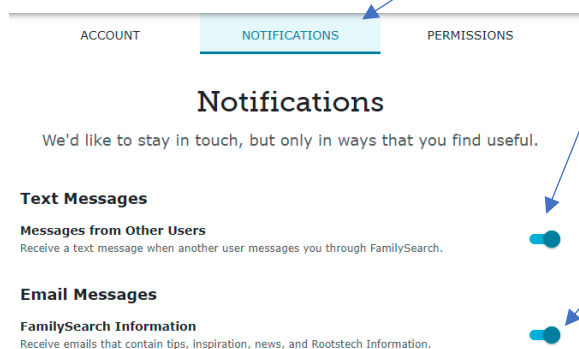 ACCOUNT NOTIFICATIONS PERMISSIONS
Notifications
We'd like to stay in touch, but only in ways that you find useful.
Text Messages
Messages from Other Users
Receive a text message when another user messages you through FamilySearch.
Email Messages
FamilySearch Information
Receive emails that contain tips, inspiration, news, and Rootstech Information.